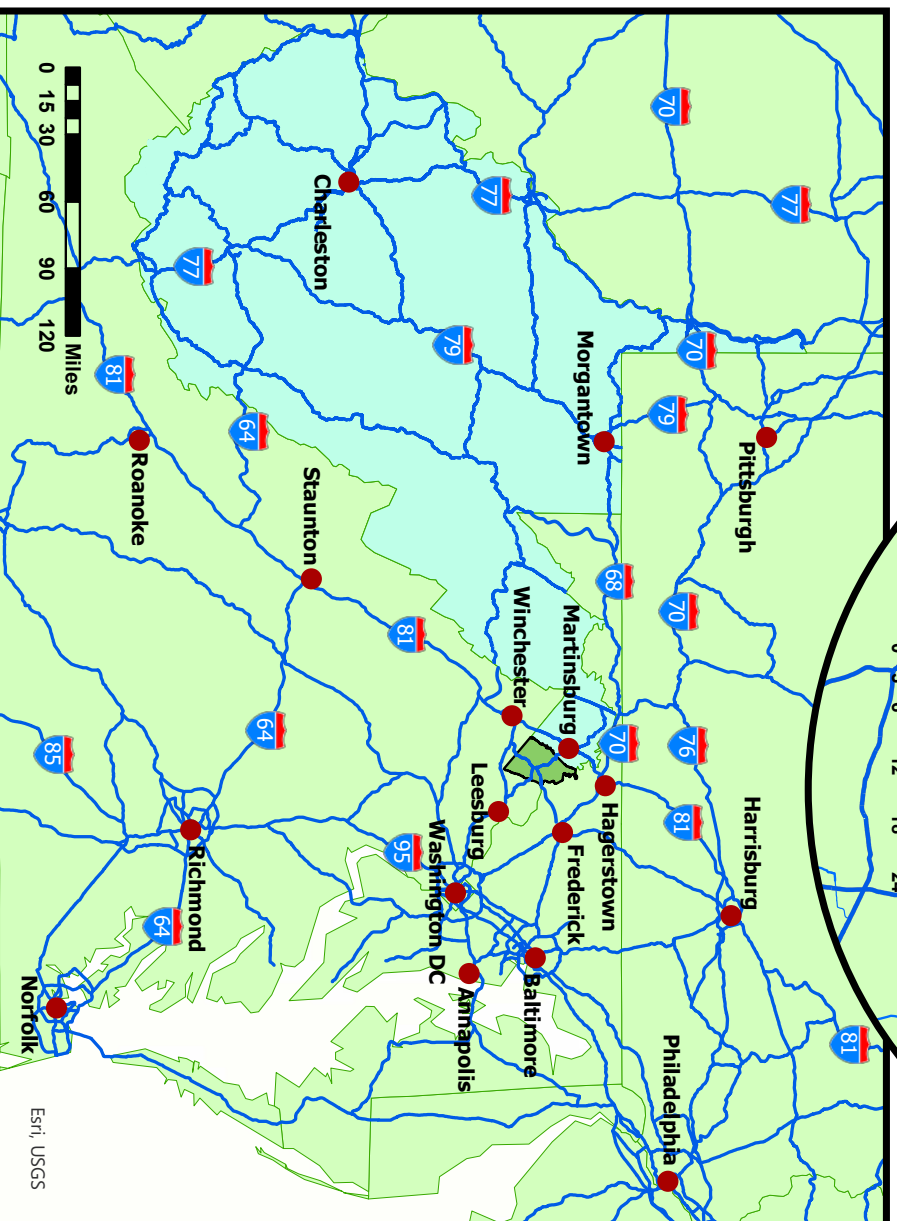 81
77
Harrisburg
Pittsburgh
70
76
81
70
70
79
Philadelphia
70
68
Hagerstown
Morgantown
Frederick
Martinsburg
Baltimore
Winchester
77
Leesburg
Annapolis
79
Washington DC
81
95
Charleston
Staunton
64
64
Richmond
77
64
Roanoke
81
Miles
85
0 15 30 60 90 120
Norfolk
Esri, USGS